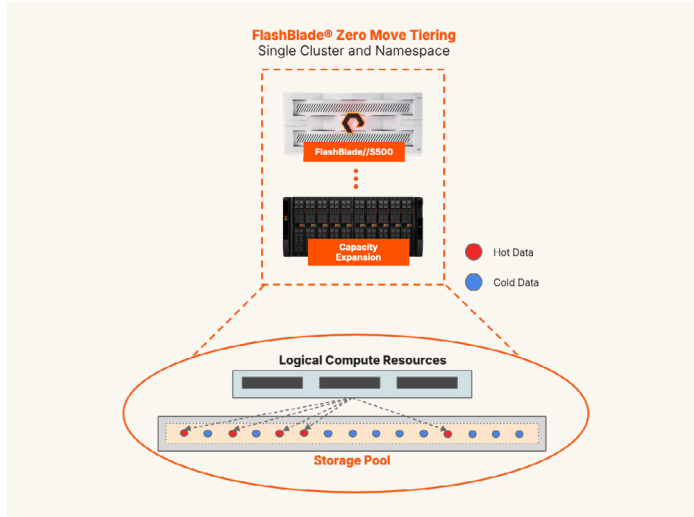 FlashBlade® Zero Move Tiering
Single Cluster and Namespace
FlashBlade//S500
Capacity
Expansion
Hot Data
Cold Data
Logical Compute Resources
Storage Pool